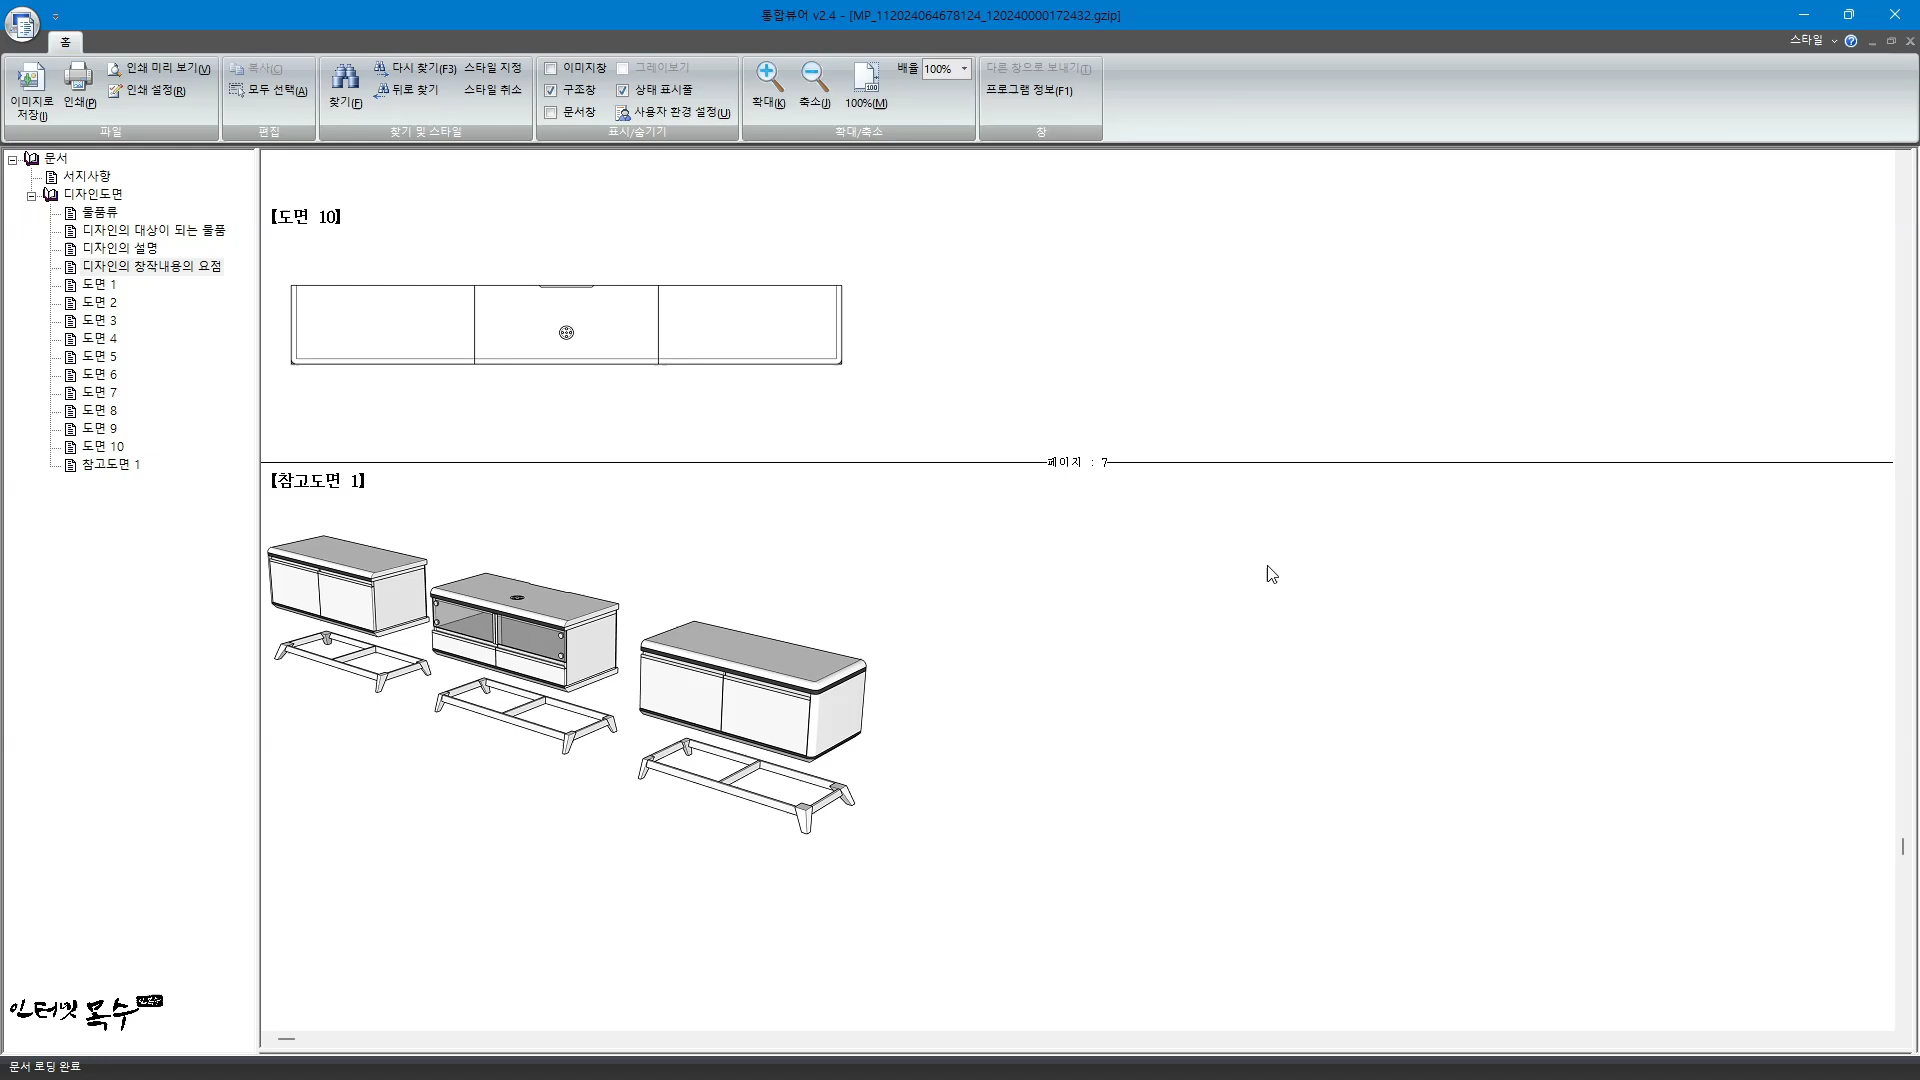 통합뷰어 v2.4 - [MP_112024064678124_120240000172432.gzip]
홈
스타일
이미지로 저장(I)
인쇄(P)
인쇄 미리 보기(V)
인쇄 설정(R)
파일
복사(C)
모두 선택(A)
편집
찾기(F)
다시 찾기(F3)
뒤로 찾기
스타일 지정
스타일 취소
찾기 및 스타일
이미지창
그레이보기
구조창
상태 표시줄
문서창
사용자 환경 설정(U)
표시/숨기기
확대(K)
축소(J)
100%(M)
배율 100%
확대/축소
다른 창으로 보내기(T)
프로그램 정보(F1)
창
문서
서지사항
디자인도면
물품류
디자인의 대상이 되는 물품
디자인의 설명
디자인의 창작내용의 요점
도면 1
도면 2
도면 3
도면 4
도면 5
도면 6
도면 7
도면 8
도면 9
도면 10
참고도면 1
【도면 10】
페이지 : 7
【참고도면 1】
인터넷 목수
문서 로딩 완료